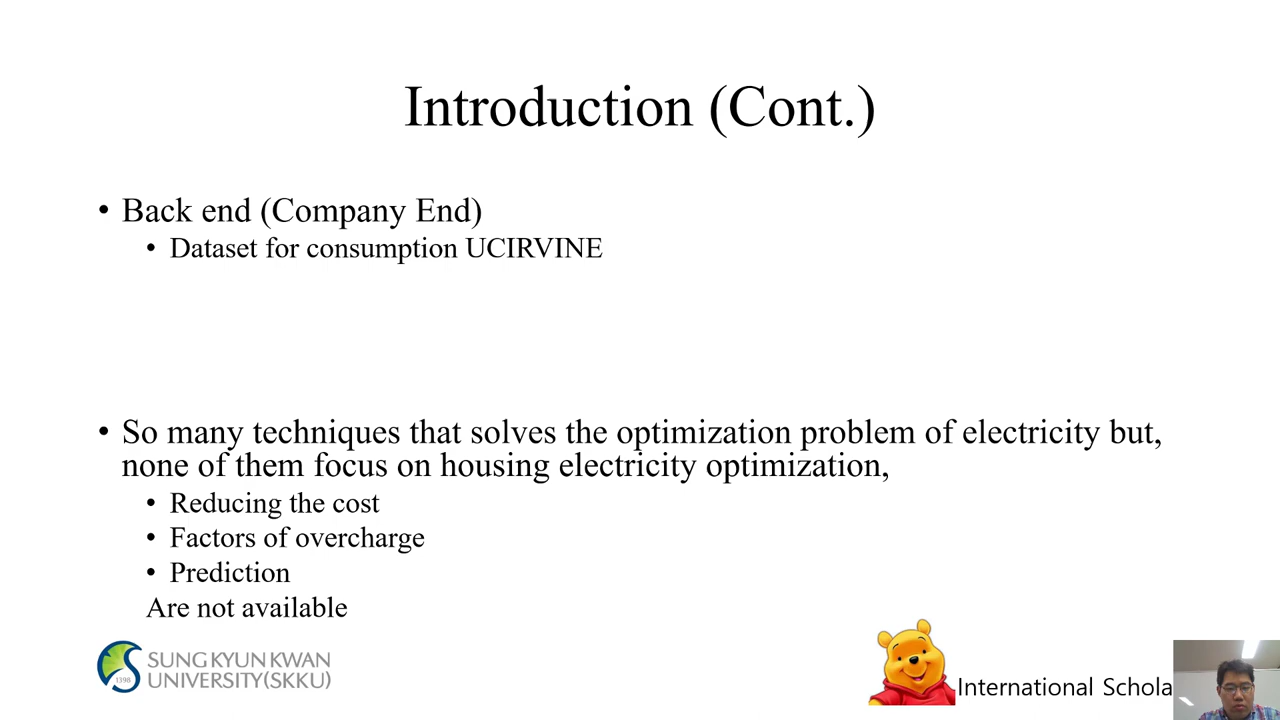 Introduction (Cont.)
• Back end (Company End)
• Dataset for consumption UCIRVINE
• So many techniques that solves the optimization problem of electricity but,
none of them focus on housing electricity optimization,
• Reducing the cost
• Factors of overcharge
• Prediction
Are not available
1398
SUNG KYUN KWAN
UNIVERSITY(SKKU)
International Schola